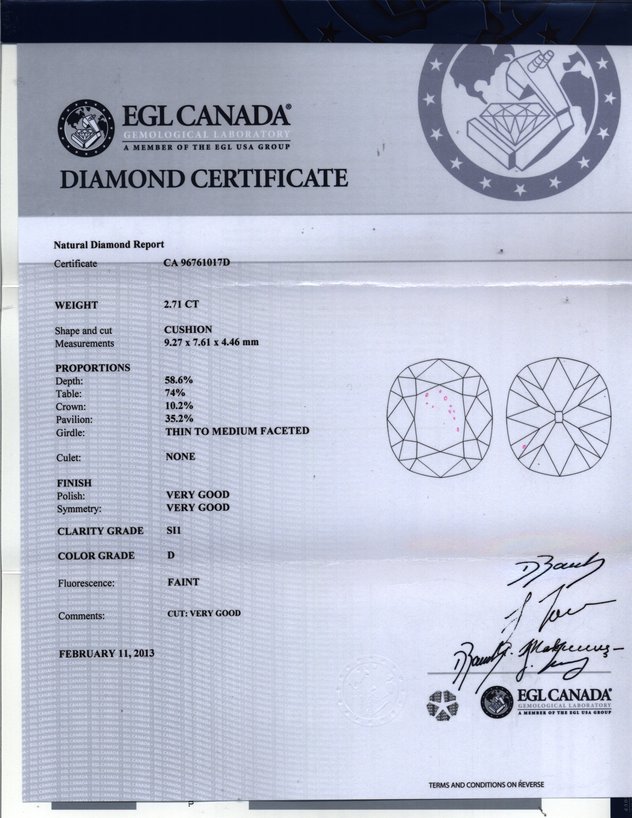 EGL CANADA®
GEMOLOGICAL LABORATORY
A MEMBER OF THE EGL USA GROUP
DIAMOND CERTIFICATE
Natural Diamond Report
Certificate CA 96761017D
WEIGHT 2.71 CT
Shape and cut CUSHION
Measurements 9.27 x 7.61 x 4.46 mm
PROPORTIONS
Depth: 58.6%
Table: 74%
Crown: 10.2%
Pavilion: 35.2%
Girdle: THIN TO MEDIUM FACETED
Culet: NONE
FINISH
Polish: VERY GOOD
Symmetry: VERY GOOD
CLARITY GRADE SI1
COLOR GRADE D
Fluorescence: FAINT
Comments: CUT: VERY GOOD
FEBRUARY 11, 2013
EGL CANADA®
GEMOLOGICAL LABORATORY
A MEMBER OF THE EGL USA GROUP
TERMS AND CONDITIONS ON REVERSE